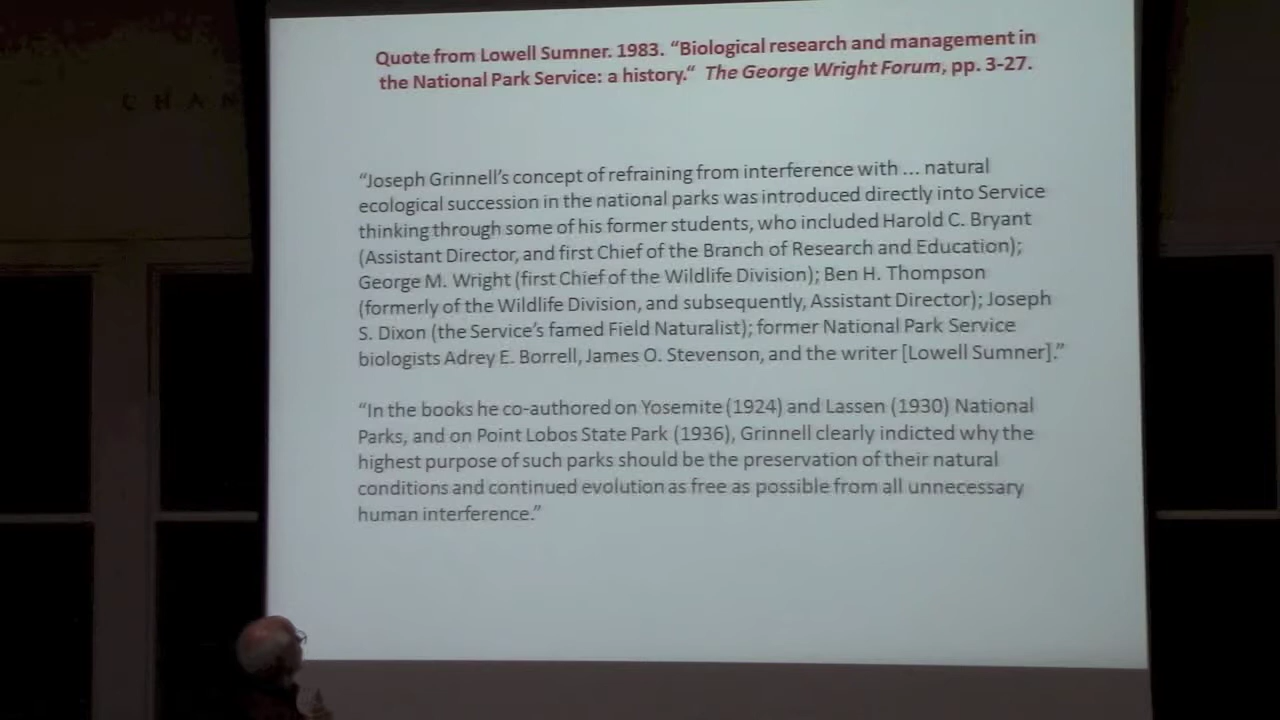 Quote from Lowell Sumner. 1983. “Biological research and management in
the National Park Service: a history.“ The George Wright Forum, pp. 3-27.
C H A N
“Joseph Grinnell’s concept of refraining from interference with ... natural
ecological succession in the national parks was introduced directly into Service
thinking through some of his former students, who included Harold C. Bryant
(Assistant Director, and first Chief of the Branch of Research and Education);
George M. Wright (first Chief of the Wildlife Division); Ben H. Thompson
(formerly of the Wildlife Division, and subsequently, Assistant Director); Joseph
S. Dixon (the Service’s famed Field Naturalist); former National Park Service
biologists Adrey E. Borrell, James O. Stevenson, and the writer [Lowell Sumner].”
“In the books he co-authored on Yosemite (1924) and Lassen (1930) National
Parks, and on Point Lobos State Park (1936), Grinnell clearly indicted why the
highest purpose of such parks should be the preservation of their natural
conditions and continued evolution as free as possible from all unnecessary
human interference.”